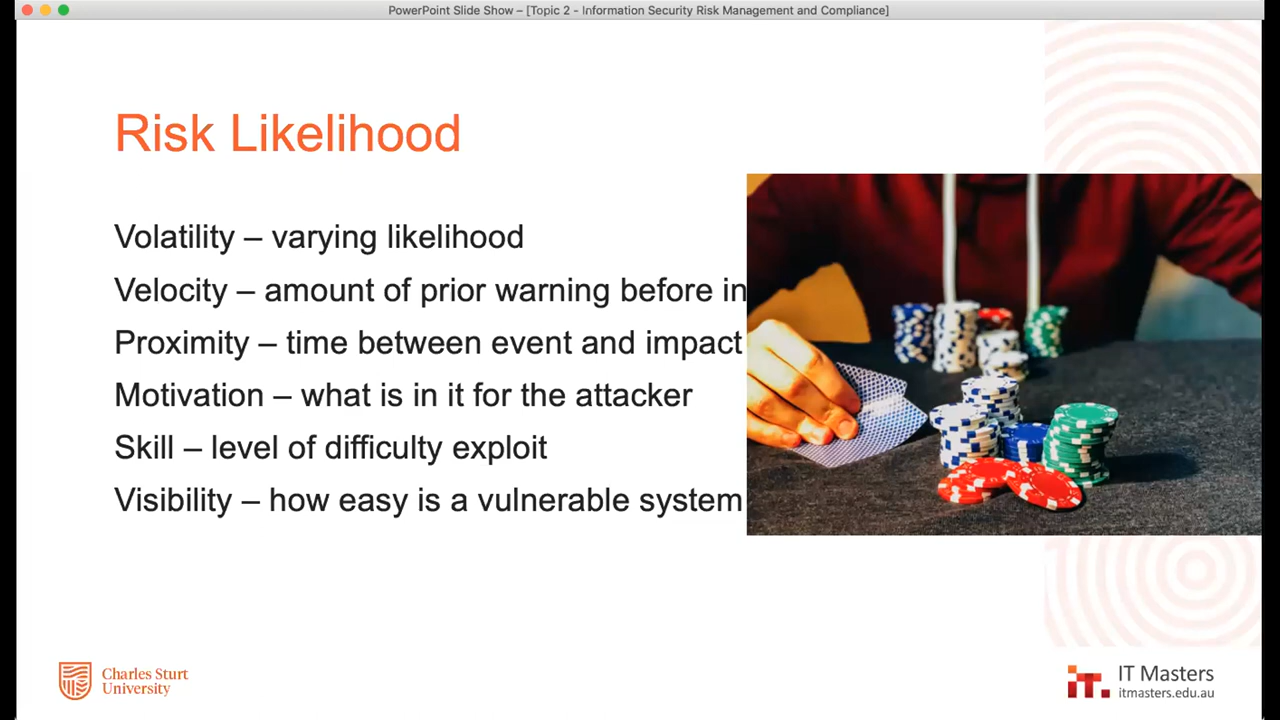 PowerPoint Slide Show – [Topic 2 - Information Security Risk Management and Compliance]
Risk Likelihood
Volatility – varying likelihood
Velocity – amount of prior warning before in
Proximity – time between event and impact
Motivation – what is in it for the attacker
Skill – level of difficulty exploit
Visibility – how easy is a vulnerable system
Charles Sturt
University
it.
IT Masters
itmasters.edu.au